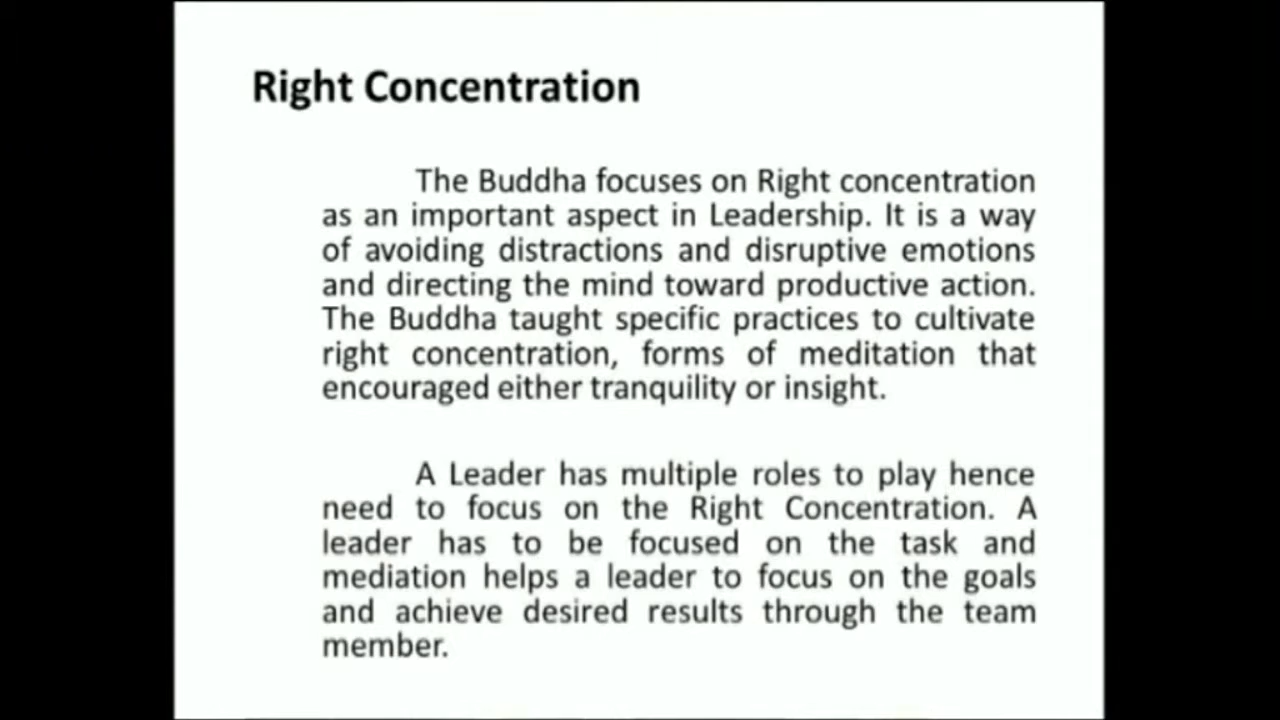 Right Concentration
The Buddha focuses on Right concentration
as an important aspect in Leadership. It is a way
of avoiding distractions and disruptive emotions
and directing the mind toward productive action.
The Buddha taught specific practices to cultivate
right concentration, forms of meditation that
encouraged either tranquility or insight.
A Leader has multiple roles to play hence
need to focus on the Right Concentration. A
leader has to be focused on the task and
mediation helps a leader to focus on the goals
and achieve desired results through the team
member.